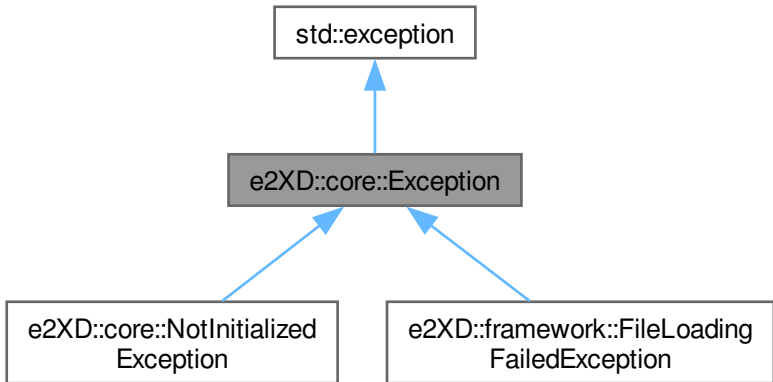 std::exception
e2XD::core::Exception
e2XD::core::NotInitialized
Exception
e2XD::framework::FileLoading
FailedException